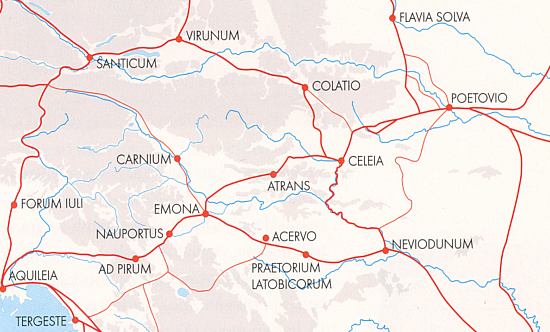 FLAVIA SOLVA
VIRUNUM
SANTICUM
COLATIO
POETOVIO
CARNIUM
CELEIA
ATRANS
FORUM IULI
EMONA
NAUPORTUS
ACERVO
NEVIODUNUM
AD PIRUM
PRAETORIUM
LATOBICORUM
AQUILEIA
TERGESTE